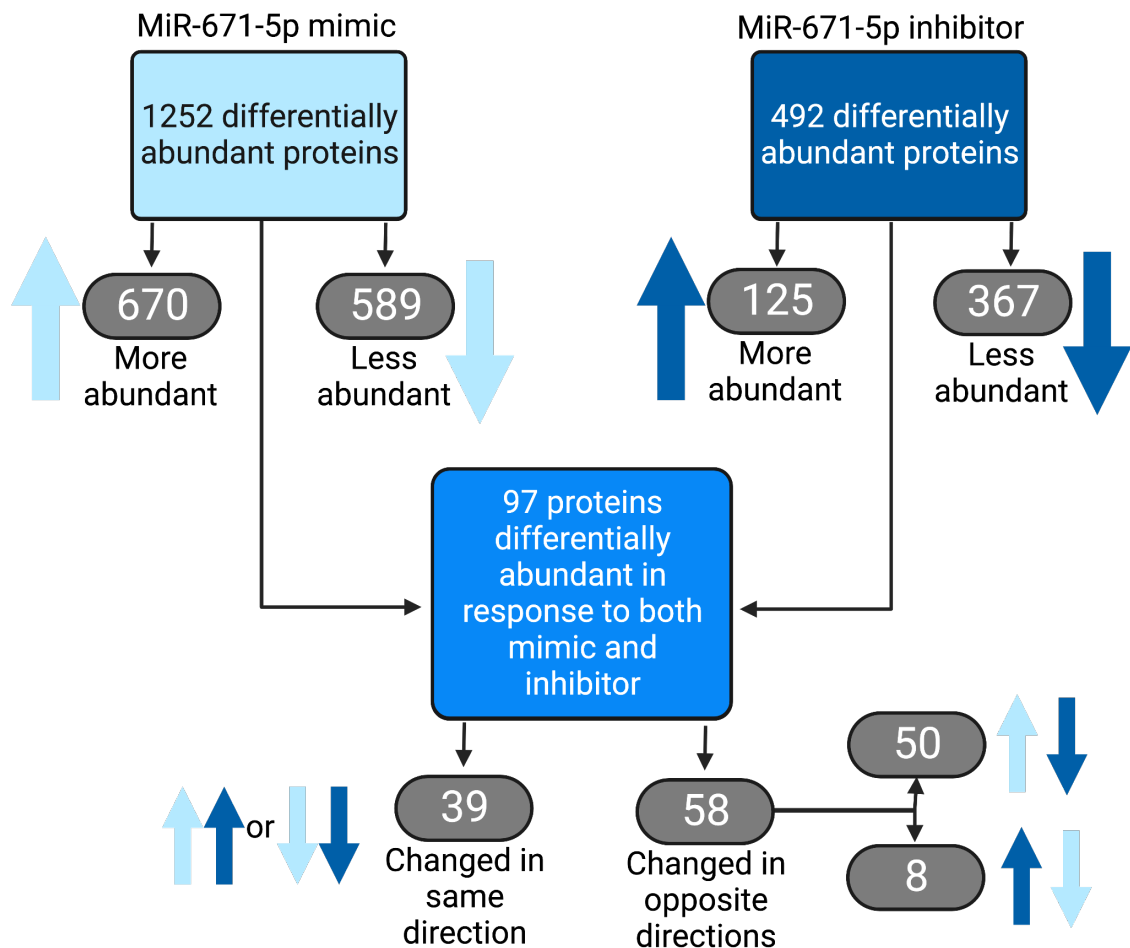 MiR-671-5p mimic
1252 differentially
abundant proteins
670
More
abundant
589
Less
abundant
MiR-671-5p inhibitor
492 differentially
abundant proteins
125
More
abundant
367
Less
abundant
97 proteins
differentially
abundant in
response to both
mimic and
inhibitor
or
39
Changed in
same
direction
58
Changed in
opposite
directions
50
8